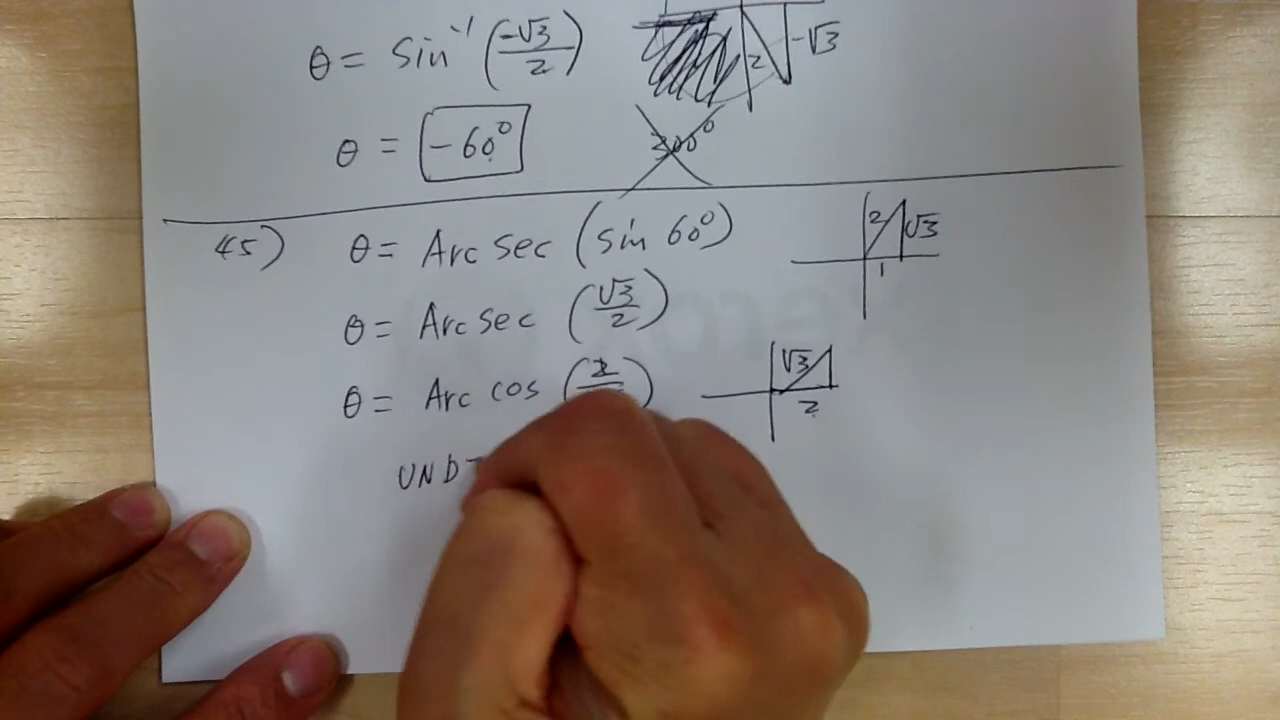 θ = sin⁻¹ (-√3/2)
2 -√3
θ = -60°
300°
45) θ = Arc sec (sin 60°)
2 √3 1
θ = Arc sec (√3/2)
θ = Arc cos (2/
√3 2
UND